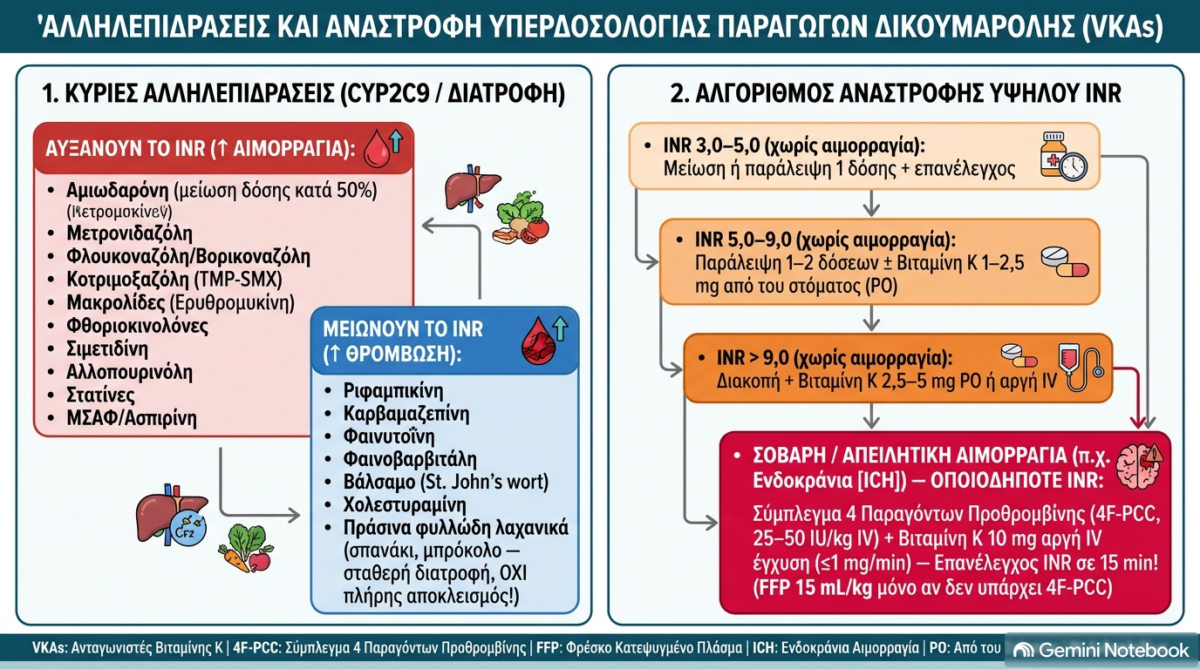 'ΑΛΛΗΛΕΠΙΔΡΑΣΕΙΣ ΚΑΙ ΑΝΑΣΤΡΟΦΗ ΥΠΕΡΔΟΣΟΛΟΓΙΑΣ ΠΑΡΑΓΩΓΩΝ ΔΙΚΟΥΜΑΡΟΛΗΣ (VKAs)
1. ΚΥΡΙΕΣ ΑΛΛΗΛΕΠΙΔΡΑΣΕΙΣ (CYP2C9 / ΔΙΑΤΡΟΦΗ)
ΑΥΞΑΝΟΥΝ ΤΟ INR (↑ ΑΙΜΟΡΡΑΓΙΑ):
• Αμιωδαρόνη (μείωση δόσης κατά 50%)
• Μετρονιδαζόλη
• Φλουκοναζόλη/Βορικοναζόλη
• Κοτριμοξαζόλη (TMP-SMX)
• Μακρολίδες (Ερυθρομυκίνη)
• Φθοριοκινολόνες
• Σιμετιδίνη
• Αλλοπουρινόλη
• Στατίνες
• ΜΣΑΦ/Ασπιρίνη
ΜΕΙΩΝΟΥΝ ΤΟ INR
(↑ ΘΡΟΜΒΩΣΗ):
• Ριφαμπικίνη
• Καρβαμαζεπίνη
• Φαινυτοΐνη
• Φαινοβαρβιτάλη
• Βάλσαμο (St. John's wort)
• Χολεστυραμίνη
• Πράσινα φυλλώδη λαχανικά
(σπανάκι, μπρόκολο —
σταθερή διατροφή, ΟΧΙ
πλήρης αποκλεισμός!)
2. ΑΛΓΟΡΙΘΜΟΣ ΑΝΑΣΤΡΟΦΗΣ ΥΨΗΛΟΥ INR
• INR 3,0–5,0 (χωρίς αιμορραγία):
Μείωση ή παράλειψη 1 δόσης + επανέλεγχος
• INR 5,0–9,0 (χωρίς αιμορραγία):
Παράλειψη 1–2 δόσεων ± Βιταμίνη Κ 1–2,5
mg από του στόματος (PO)
• INR > 9,0 (χωρίς αιμορραγία):
Διακοπή + Βιταμίνη Κ 2,5–5 mg PO ή αργή IV
• ΣΟΒΑΡΗ / ΑΠΕΙΛΗΤΙΚΗ ΑΙΜΟΡΡΑΓΙΑ (π.χ.
Ενδοκράνια [ICH]) — ΟΠΟΙΟΔΗΠΟΤΕ INR:
Σύμπλεγμα 4 Παραγόντων Προθρομβίνης (4F-PCC,
25–50 IU/kg IV) + Βιταμίνη Κ 10 mg αργή IV
έγχυση (≤1 mg/min) — Επανέλεγχος INR σε 15 min!
(FFP 15 mL/kg μόνο αν δεν υπάρχει 4F-PCC)
VKAs: Ανταγωνιστές Βιταμίνης Κ | 4F-PCC: Σύμπλεγμα 4 Παραγόντων Προθρομβίνης | FFP: Φρέσκο Κατεψυγμένο Πλάσμα | ICH: Ενδοκράνια Αιμορραγία | PO: Από του
Gemini Notebook